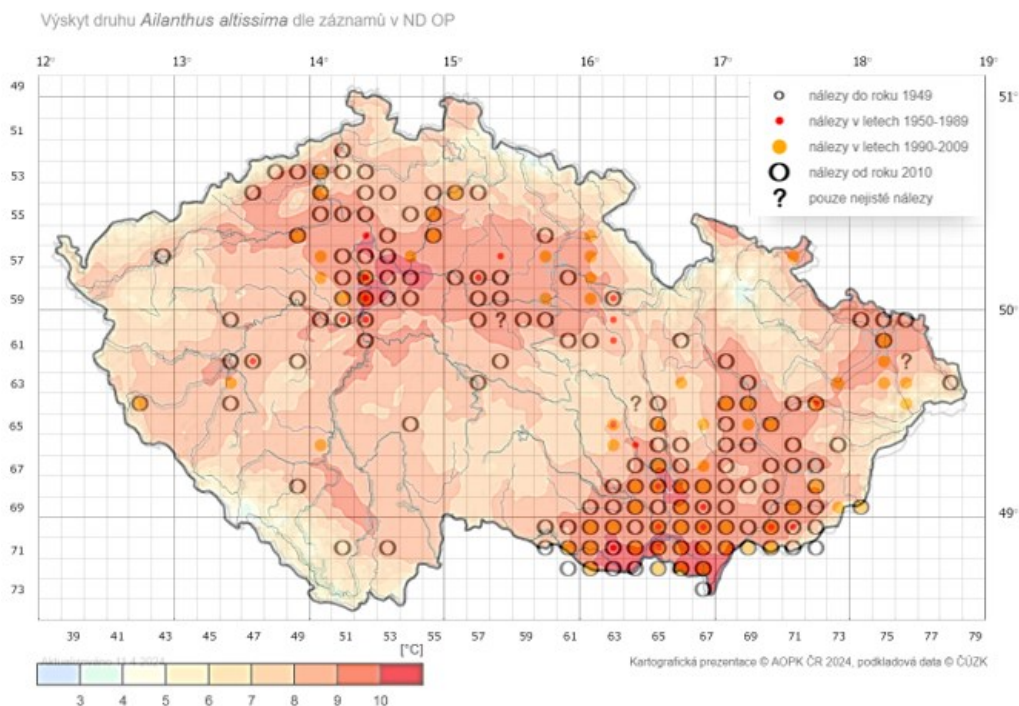 Výskyt druhu Ailanthus altissima dle záznamů v ND OP
12° 13° 14° 15° 16° 17° 18° 19°
49 51°
nálezy do roku 1949
nálezy v letech 1950-1989
51
nálezy v letech 1990-2009
53
nálezy od roku 2010
? pouze nejisté nálezy
55
57
59 50°
?
61
?
63
?
65
67
69 49°
71
73
39 41 43 45 47 49 51 53 55 57 59 61 63 65 67 69 71 73 75 77 79
[°C]
Aktualizováno 11.4.2024
Kartografická prezentace © AOPK ČR 2024, podkladová data © ČÚZK
3 4 5 6 7 8 9 10